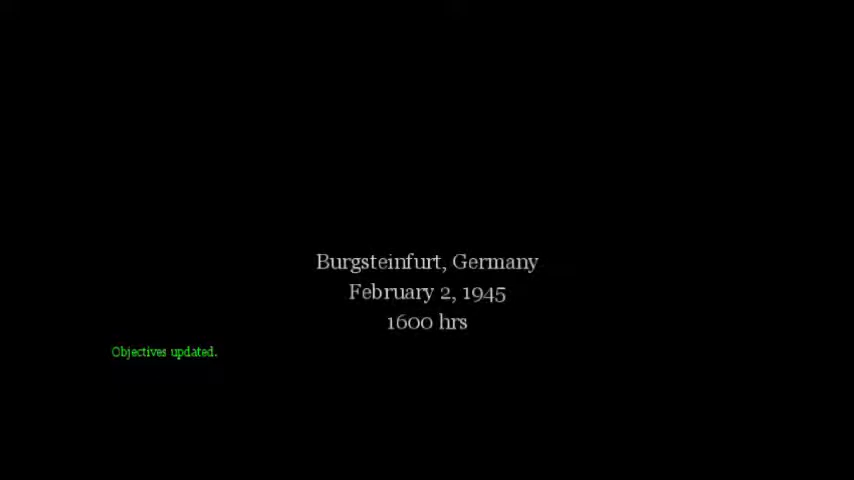 Burgsteinfurt, Germany
February 2, 1945
1600 hrs
Objectives updated.